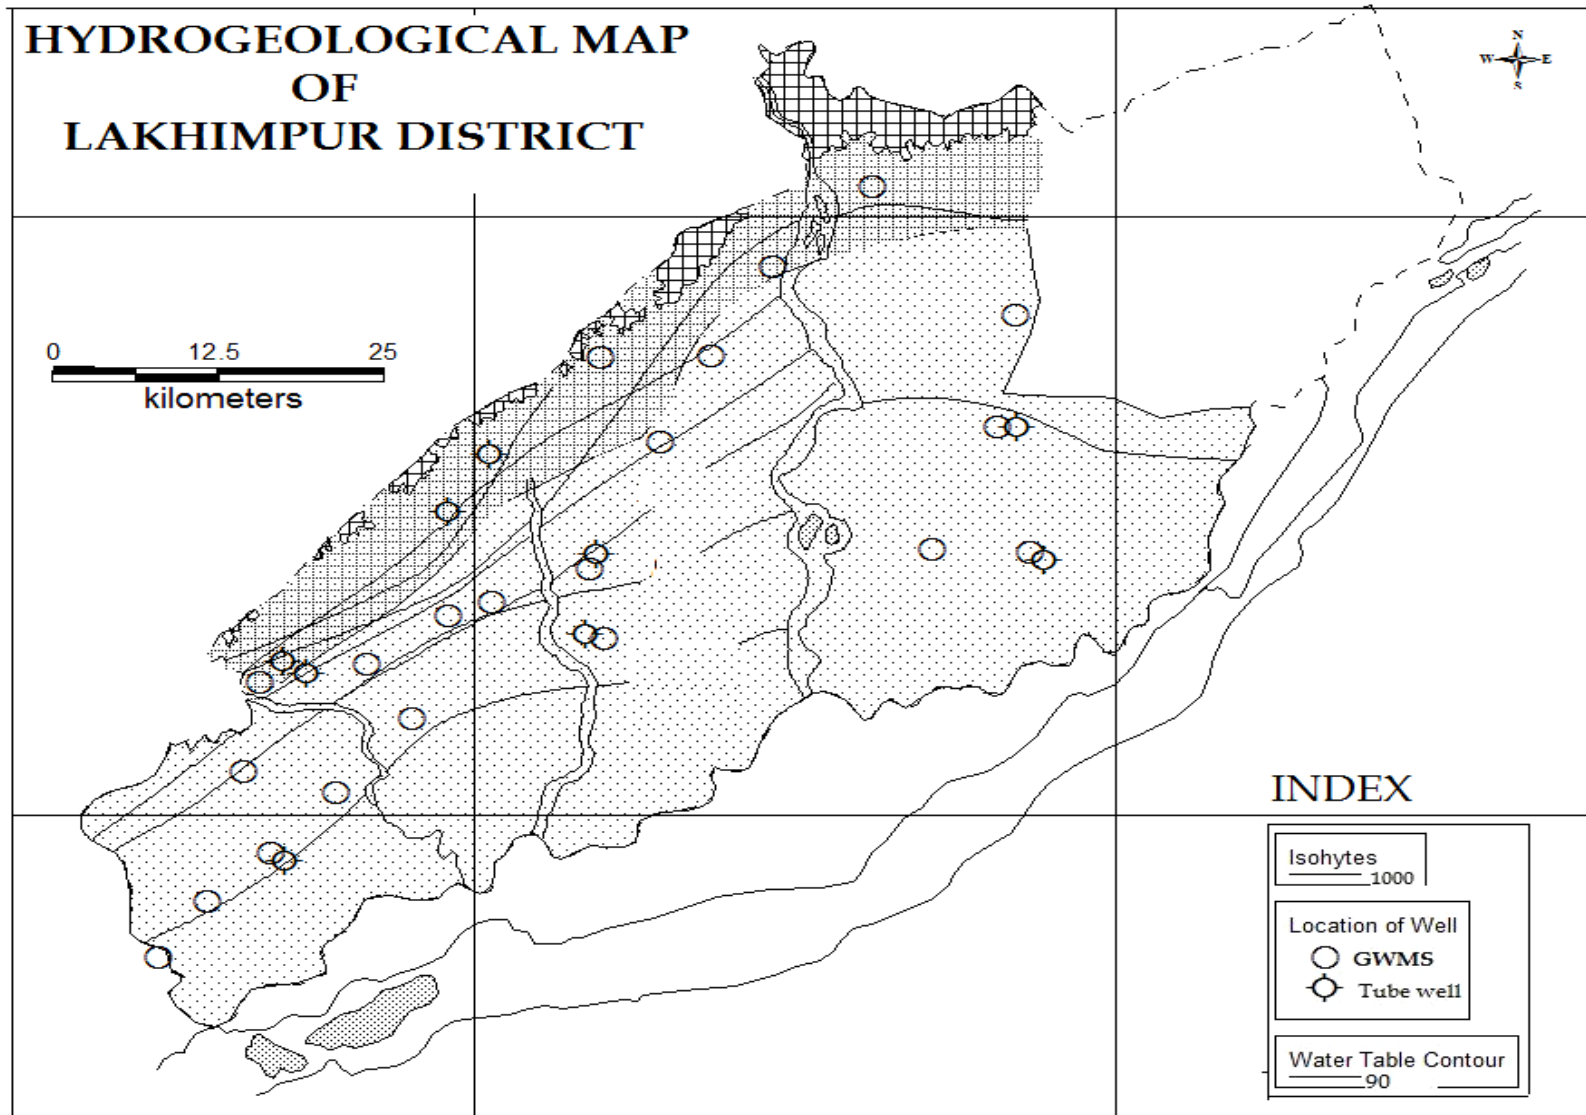 HYDROGEOLOGICAL MAP
OF
LAKHIMPUR DISTRICT
N
W E
S
0 12.5 25
kilometers
INDEX
Isohytes
1000
Location of Well
GWMS
Tube well
Water Table Contour
90